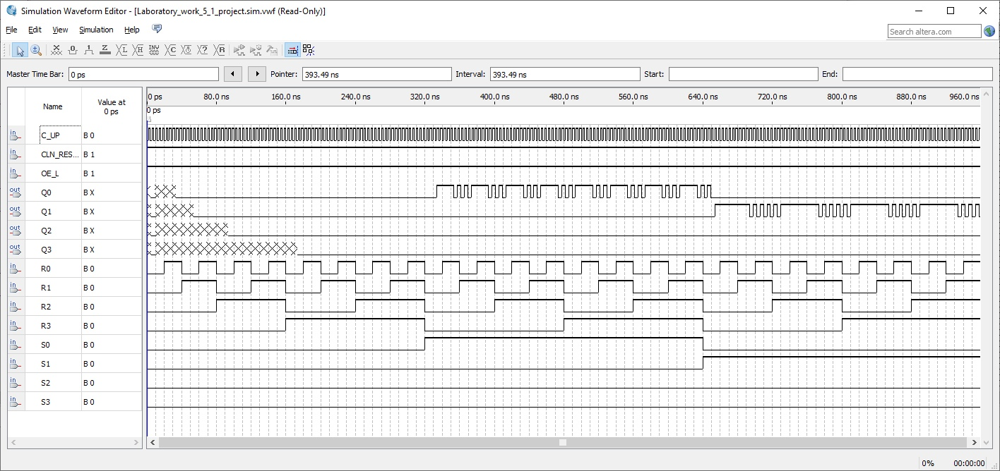 Simulation Waveform Editor - [Laboratory_work_5_1_project.sim.vwf (Read-Only)]
File Edit View Simulation Help
Search altera.com
Master Time Bar: 0 ps Pointer: 393.49 ns Interval: 393.49 ns Start: End:
Name Value at 0 ps
0 ps 80.0 ns 160.0 ns 240.0 ns 320.0 ns 400.0 ns 480.0 ns 560.0 ns 640.0 ns 720.0 ns 800.0 ns 880.0 ns 960.0 ns
0 ps
in C_UP B 0
in CLN_RES... B 1
in OE_L B 1
out Q0 B X
out Q1 B X
out Q2 B X
out Q3 B X
in R0 B 0
in R1 B 0
in R2 B 0
in R3 B 0
in S0 B 0
in S1 B 0
in S2 B 0
in S3 B 0
0% 00:00:00